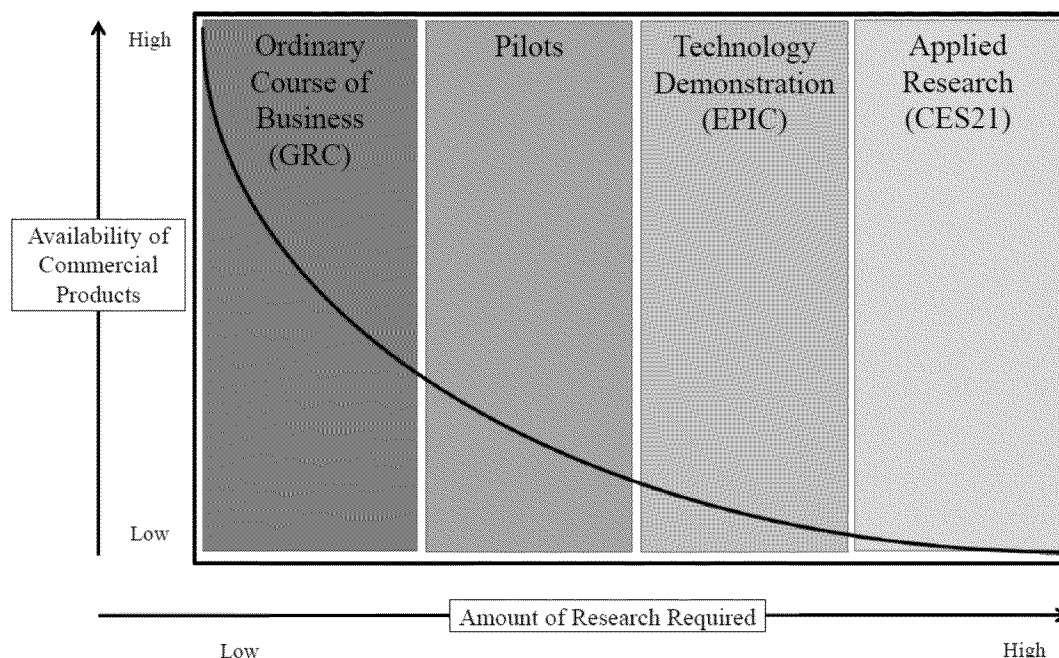 High
Ordinary
Course of
Business
(GRC)
Pilots
Technology
Demonstration
(EPIC)
Applied
Research
(CES21)
Availability of
Commercial
Products
Low
Amount of Research Required
Low
High